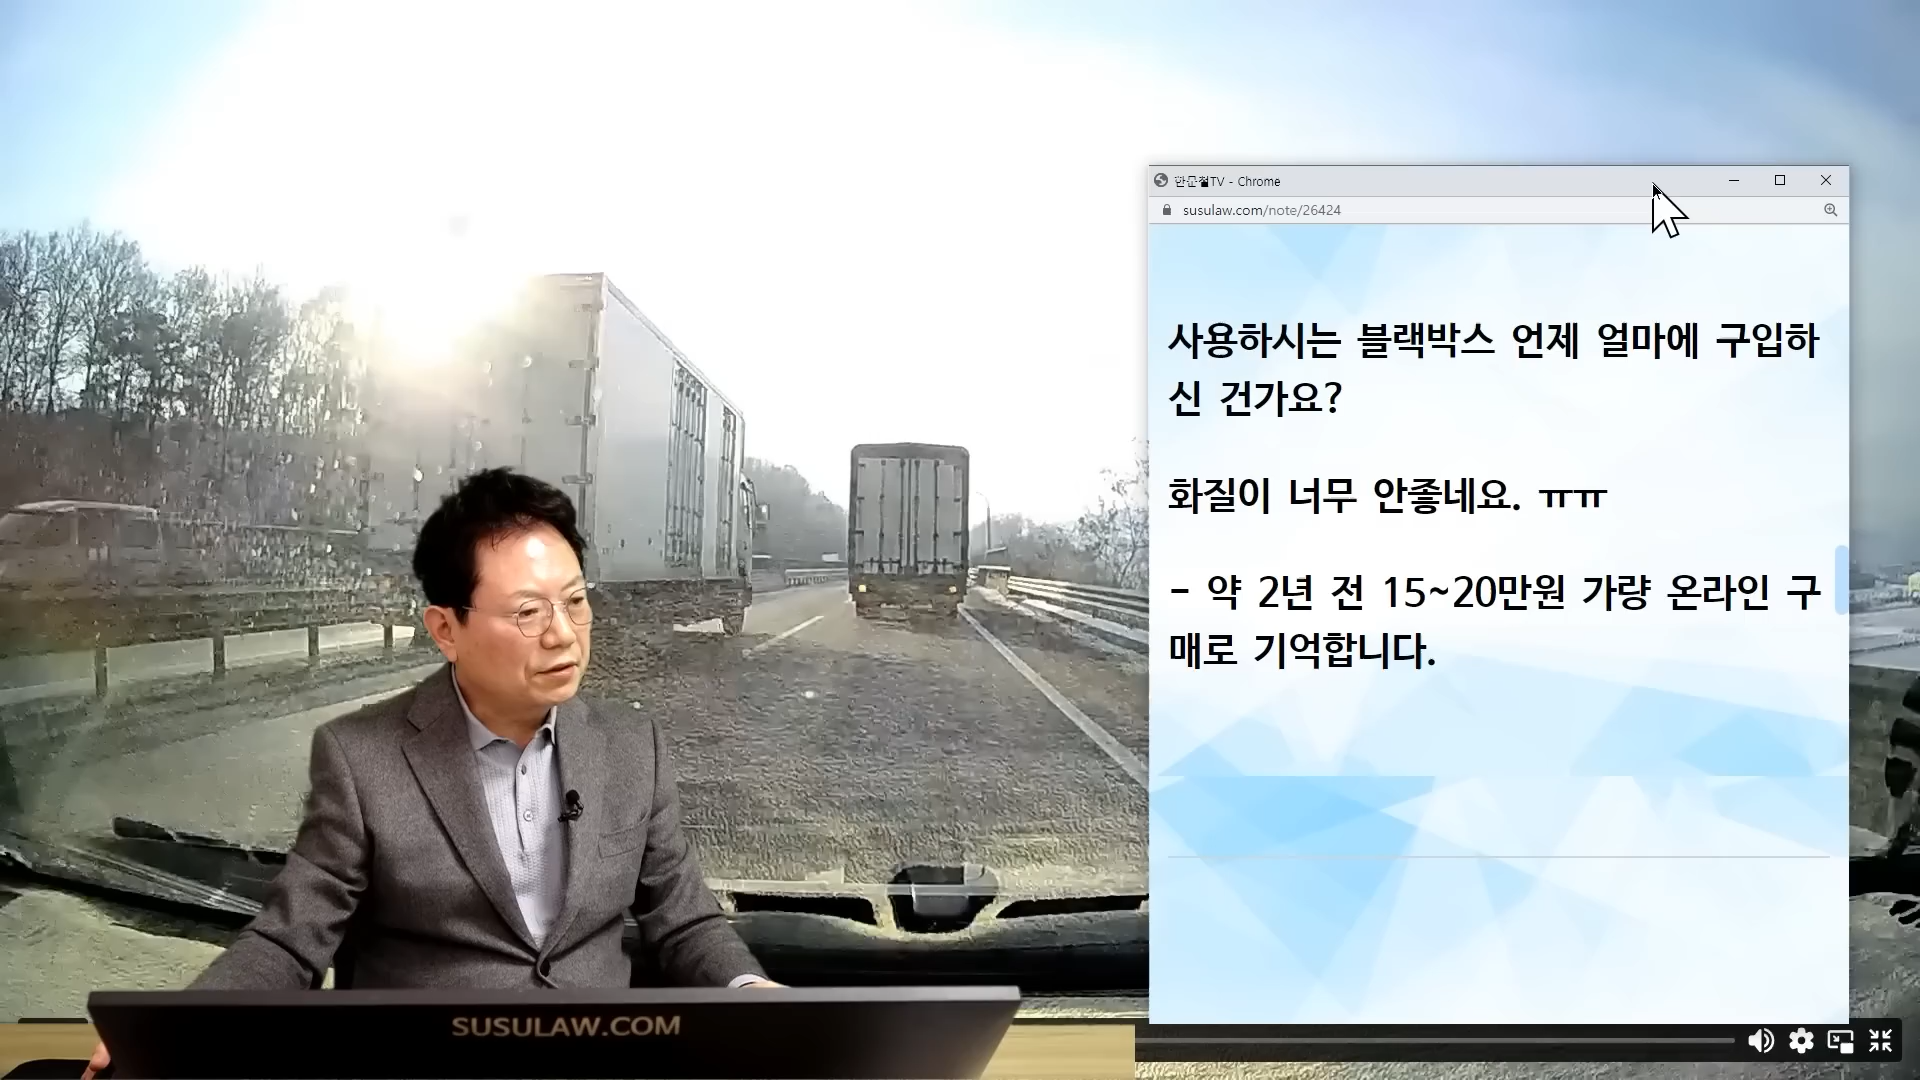 한문철TV - Chrome
susulaw.com/note/26424
사용하시는 블랙박스 언제 얼마에 구입하
신 건가요?
화질이 너무 안좋네요. ㅠㅠ
- 약 2년 전 15~20만원 가량 온라인 구
매로 기억합니다.
SUSULAW.COM